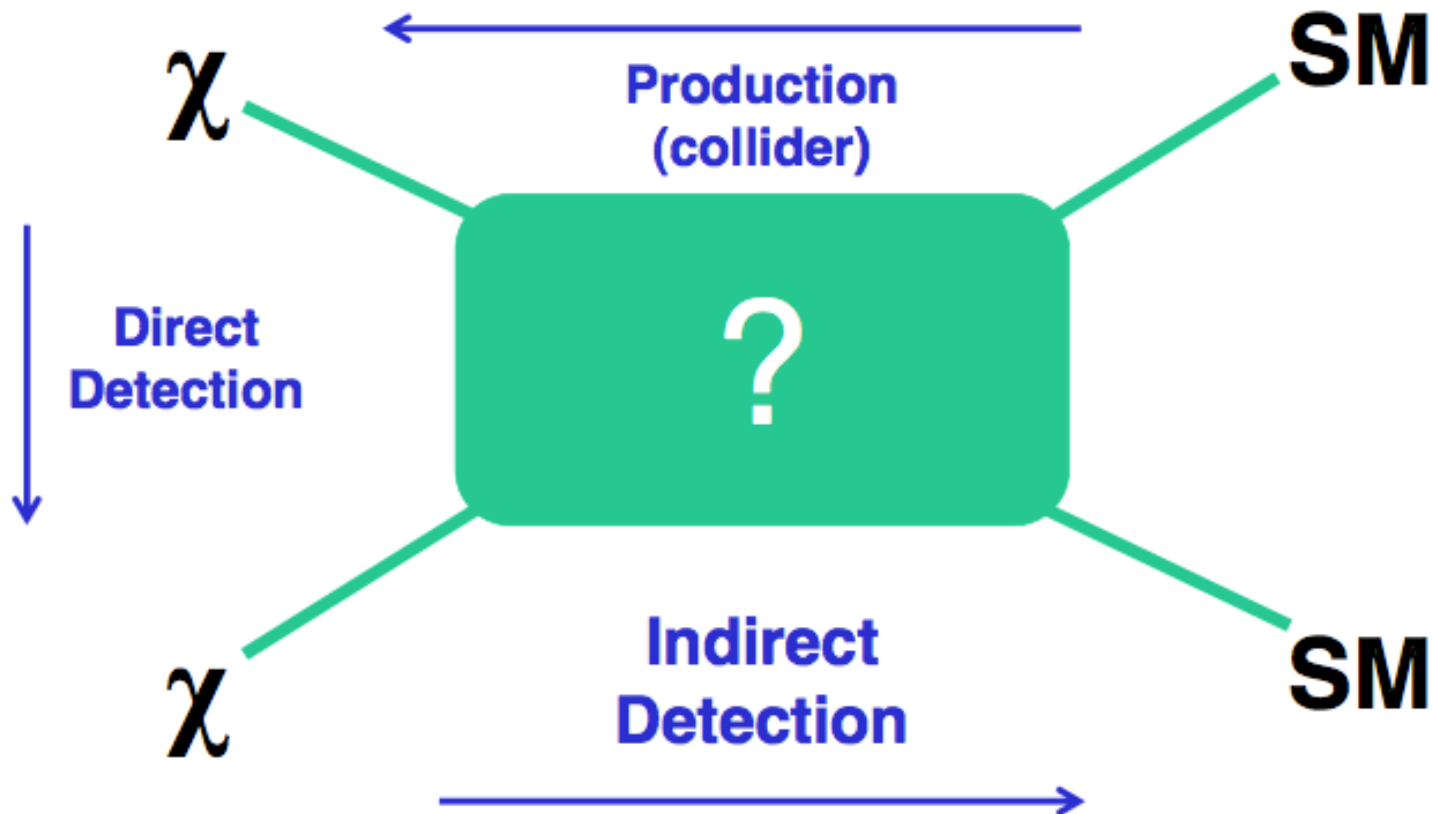 χ
SM
Production
(collider)
Direct
Detection
?
Indirect
Detection
χ
SM